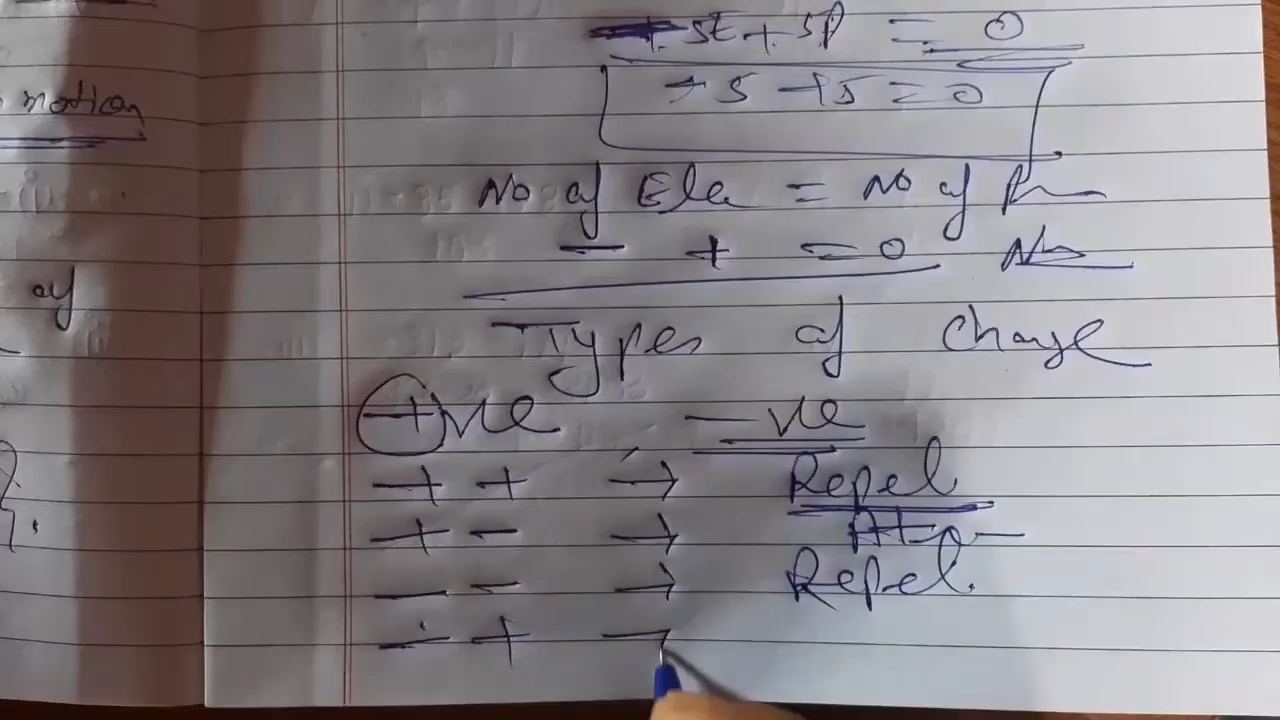 motion
of
+ 5E + 5P = 0
- 5 + 5 = 0
No of Ele = No of
- + = 0
Types of Charge
+ve - ve
+ + → Repel
+ - →
- - → Repel.
- + →